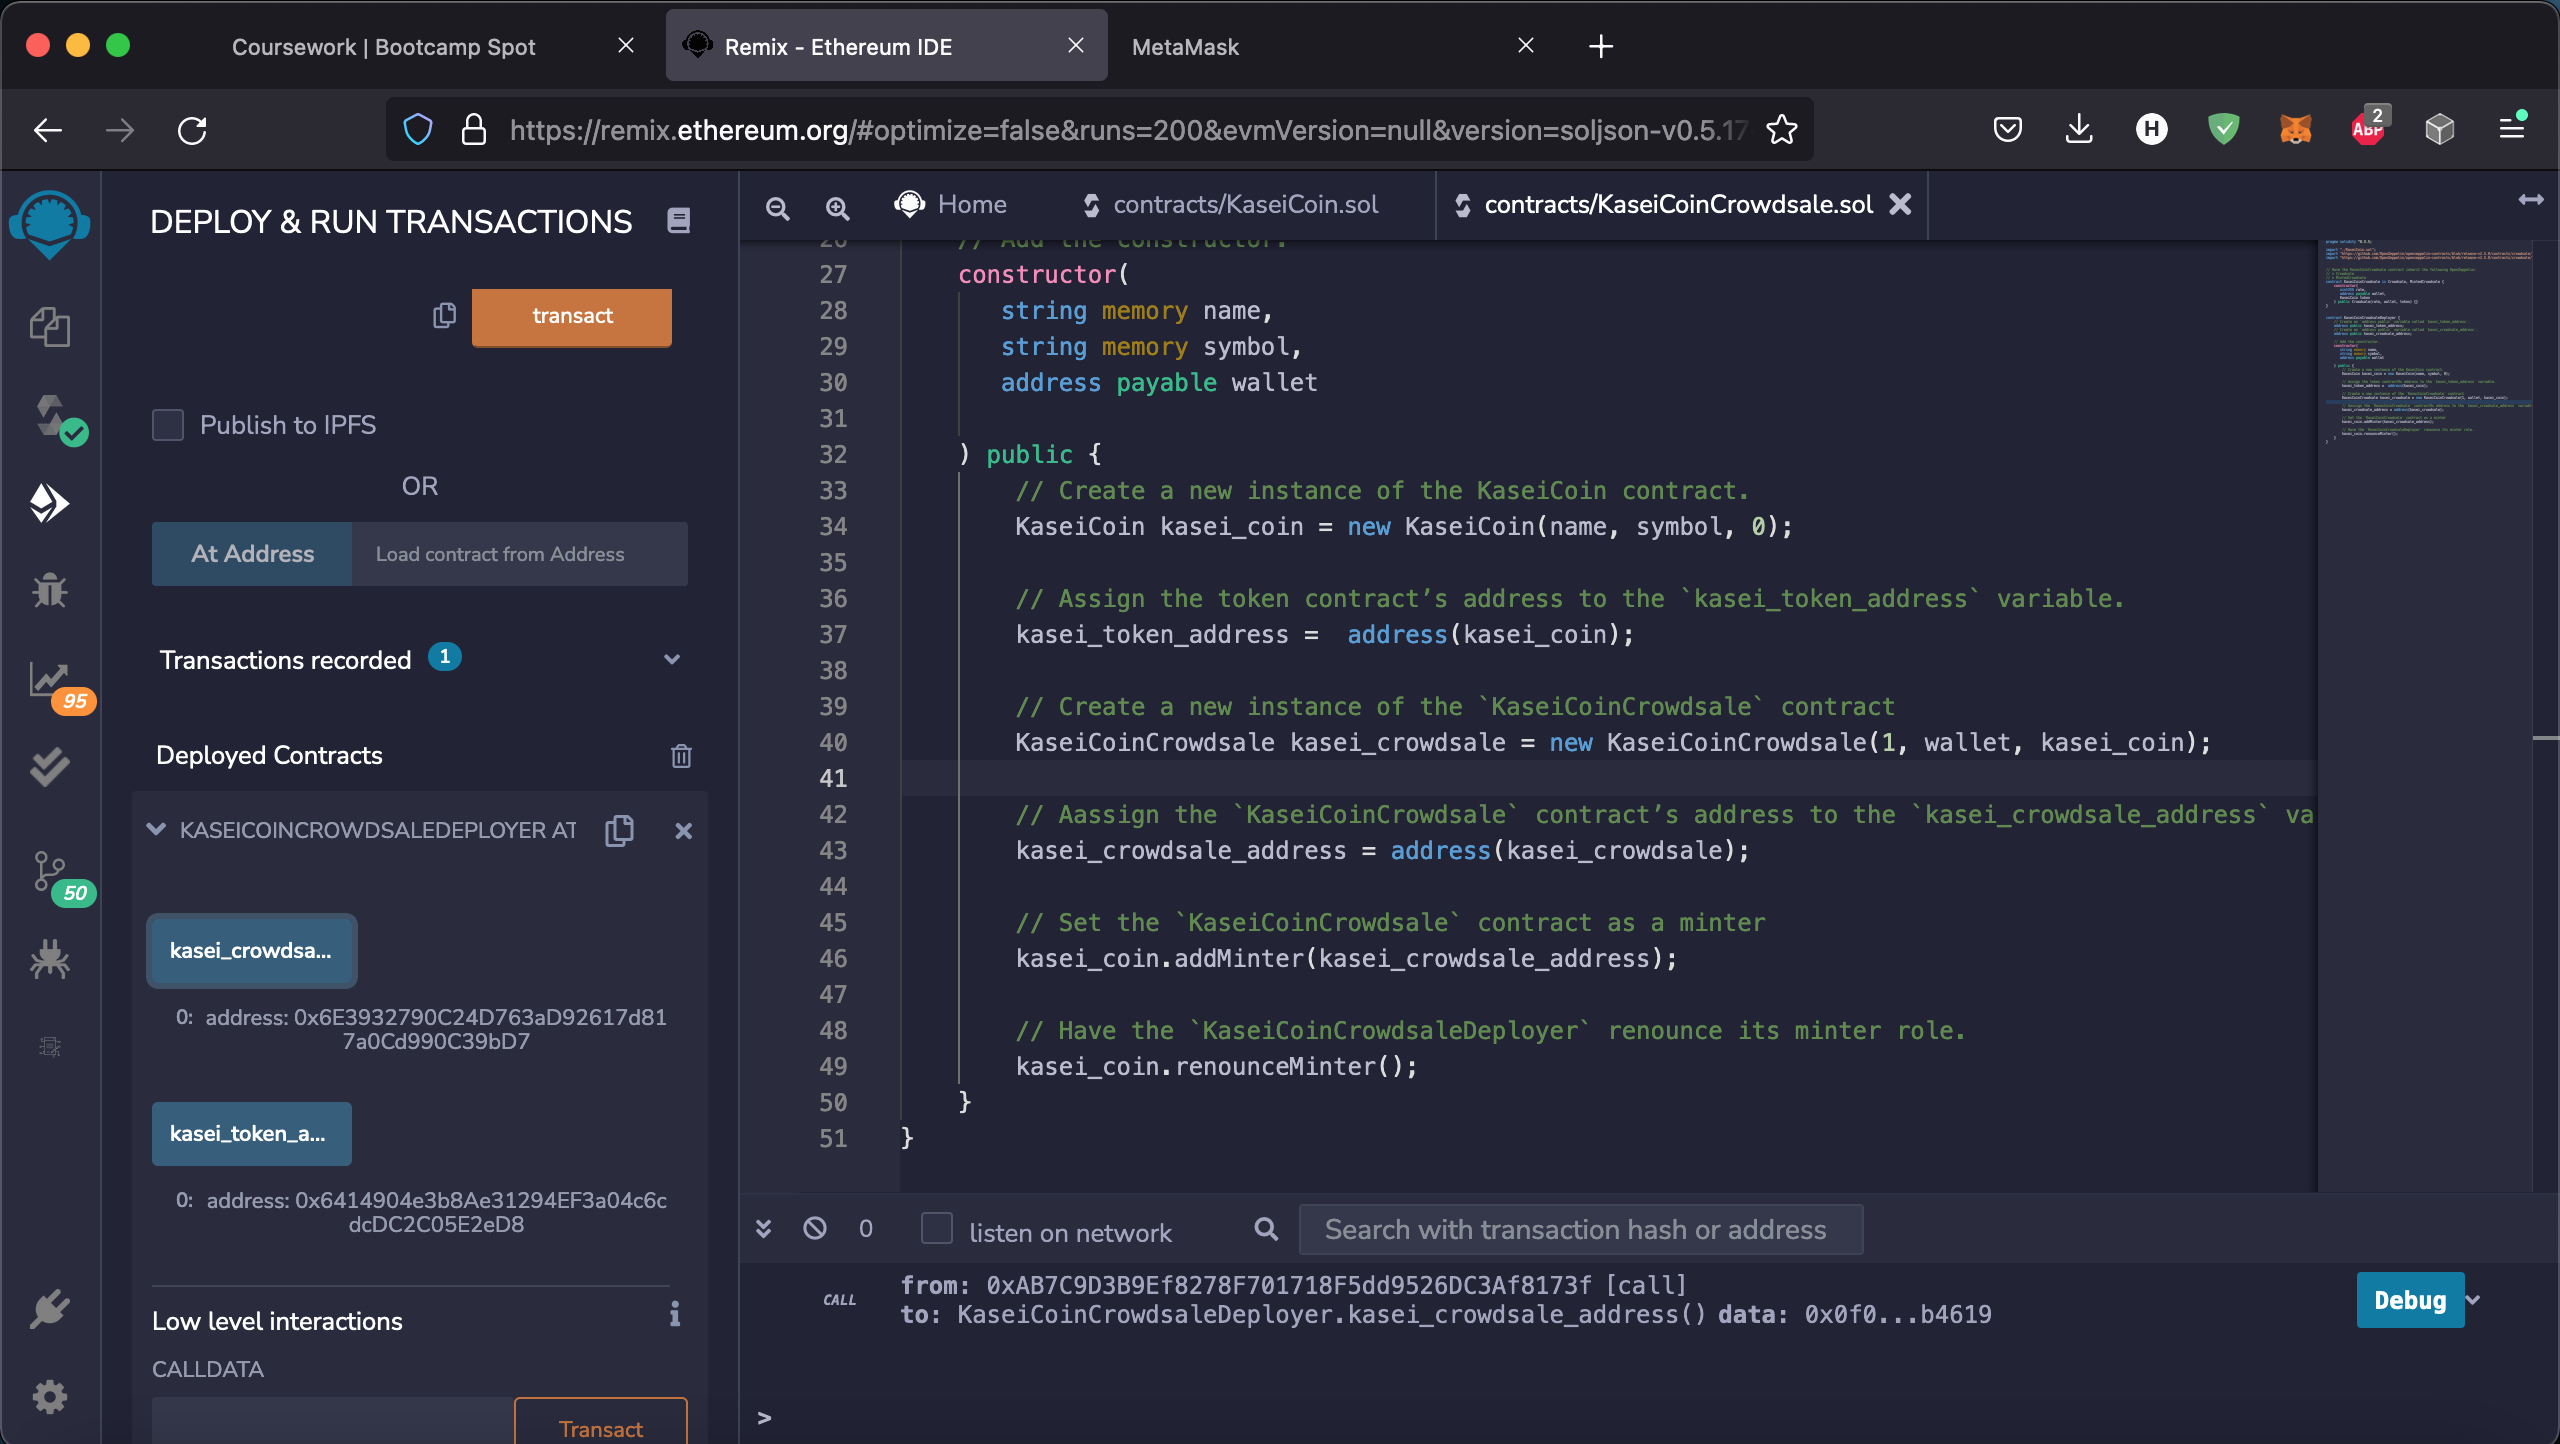 Coursework | Bootcamp Spot
Remix - Ethereum IDE
MetaMask
https://remix.ethereum.org/#optimize=false&runs=200&evmVersion=null&version=soljson-v0.5.17
H
ABP
2
DEPLOY & RUN TRANSACTIONS
transact
Publish to IPFS
OR
At Address
Load contract from Address
Transactions recorded 1
Deployed Contracts
KASEICOINCROWDSALEDEPLOYER AT
kasei_crowdsa...
0: address: 0x6E3932790C24D763aD92617d81
7a0Cd990C39bD7
kasei_token_a...
0: address: 0x6414904e3b8Ae31294EF3a04c6c
dcDC2C05E2eD8
Low level interactions
CALLDATA
Transact
95
50
Home
contracts/KaseiCoin.sol
contracts/KaseiCoinCrowdsale.sol
26 // Add the constructor.
27 constructor(
28 string memory name,
29 string memory symbol,
30 address payable wallet
31
32 ) public {
33 // Create a new instance of the KaseiCoin contract.
34 KaseiCoin kasei_coin = new KaseiCoin(name, symbol, 0);
35
36 // Assign the token contract’s address to the `kasei_token_address` variable.
37 kasei_token_address =  address(kasei_coin);
38
39 // Create a new instance of the `KaseiCoinCrowdsale` contract
40 KaseiCoinCrowdsale kasei_crowdsale = new KaseiCoinCrowdsale(1, wallet, kasei_coin);
41
42 // Aassign the `KaseiCoinCrowdsale` contract’s address to the `kasei_crowdsale_address` va
43 kasei_crowdsale_address = address(kasei_crowdsale);
44
45 // Set the `KaseiCoinCrowdsale` contract as a minter
46 kasei_coin.addMinter(kasei_crowdsale_address);
47
48 // Have the `KaseiCoinCrowdsaleDeployer` renounce its minter role.
49 kasei_coin.renounceMinter();
50 }
51 }
0
listen on network
Search with transaction hash or address
CALL
from: 0xAB7C9D3B9Ef8278F701718F5dd9526DC3Af8173f [call]
to: KaseiCoinCrowdsaleDeployer.kasei_crowdsale_address() data: 0x0f0...b4619
Debug
>